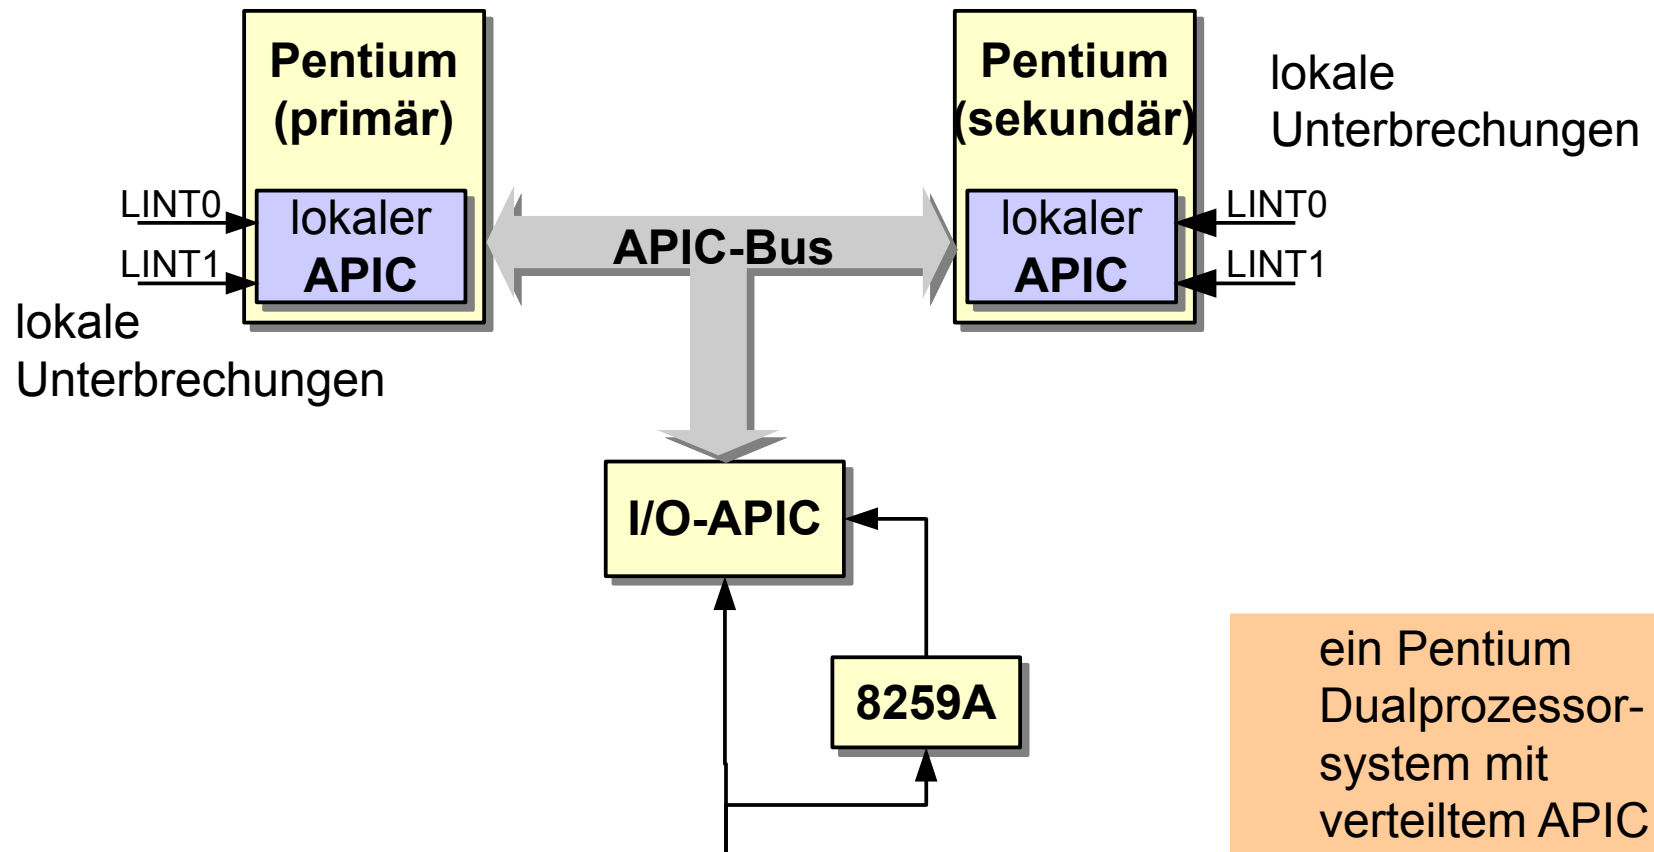 Pentium
(primär)
Pentium
(sekundär)
lokale
Unterbrechungen
LINT0
LINT1
lokaler
APIC
APIC-Bus
lokaler
APIC
LINT0
LINT1
lokale
Unterbrechungen
I/O-APIC
8259A
ein Pentium
Dualprozessor-
system mit
verteiltem APIC